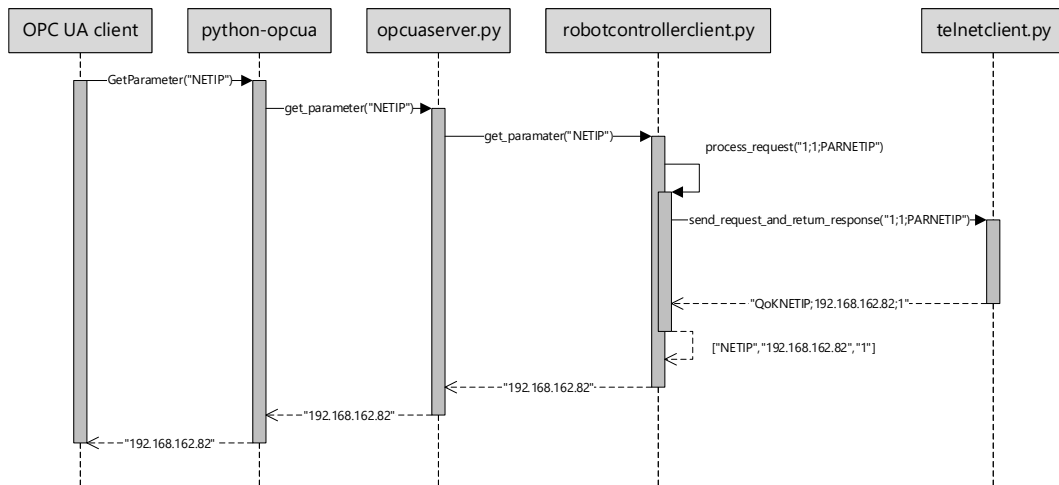 OPC UA client
python-opcua
opcuaserver.py
robotcontrollerclient.py
telnetclient.py
GetParameter("NETIP")
get_parameter("NETIP")
get_paramater("NETIP")
process_request("1;1;PARNETIP")
send_request_and_return_response("1;1;PARNETIP")
"QoKNETIP;192.168.162.82;1"
["NETIP","192.168.162.82","1"]
"192.168.162.82"
"192.168.162.82"
"192.168.162.82"